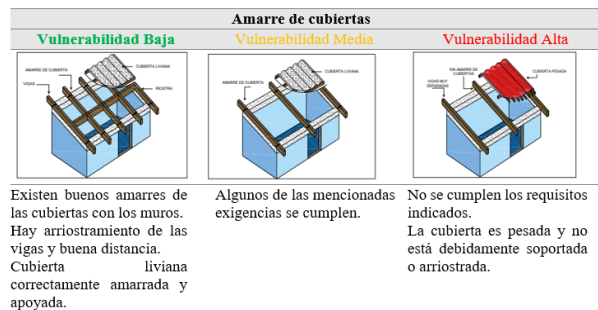 Amarre de cubiertas
Vulnerabilidad Baja
Vulnerabilidad Media
Vulnerabilidad Alta
AMARRE DE CUBIERTA
CUBIERTA LIVIANA
VIGAS
RIOSTRA
AMARRE DE CUBIERTA
CUBIERTA LIVIANA
SIN AMARRE DE
CUBIERTAS
VIGAS MUY
SEPARADAS
CUBIERTA PESADA
Existen buenos amarres de
las cubiertas con los muros.
Hay arriostramiento de las
vigas y buena distancia.
Cubierta liviana
correctamente amarrada y
apoyada.
Algunos de las mencionadas
exigencias se cumplen.
No se cumplen los requisitos
indicados.
La cubierta es pesada y no
está debidamente soportada
o arriostrada.